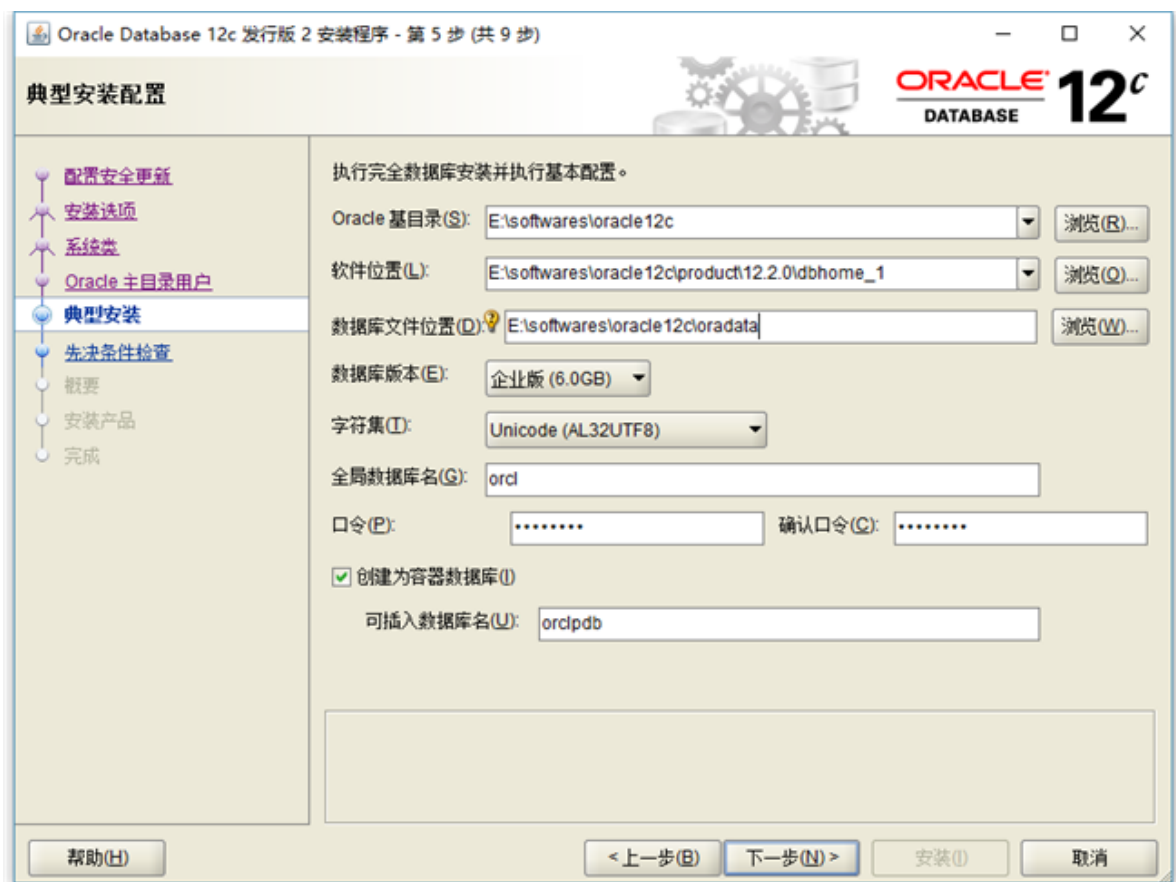 Oracle Database 12c 发行版 2 安装程序 - 第 5 步 (共 9 步)
典型安装配置
ORACLE
DATABASE
12c
配置安全更新
安装选项
系统类
Oracle 主目录用户
典型安装
先决条件检查
概要
安装产品
完成
执行完全数据库安装并执行基本配置。
Oracle 基目录(S): E:\softwares\oracle12c 浏览(R)...
软件位置(L): E:\softwares\oracle12c\product\12.2.0\dbhome_1 浏览(O)...
数据库文件位置(D): E:\softwares\oracle12c\oradata 浏览(W)...
数据库版本(E): 企业版 (6.0GB)
字符集(T): Unicode (AL32UTF8)
全局数据库名(G): orcl
口令(P): •••••••• 确认口令(C): ••••••••
创建为容器数据库(I)
可插入数据库名(U): orclpdb
帮助(H) <上一步(B) 下一步(N)> 安装(I) 取消